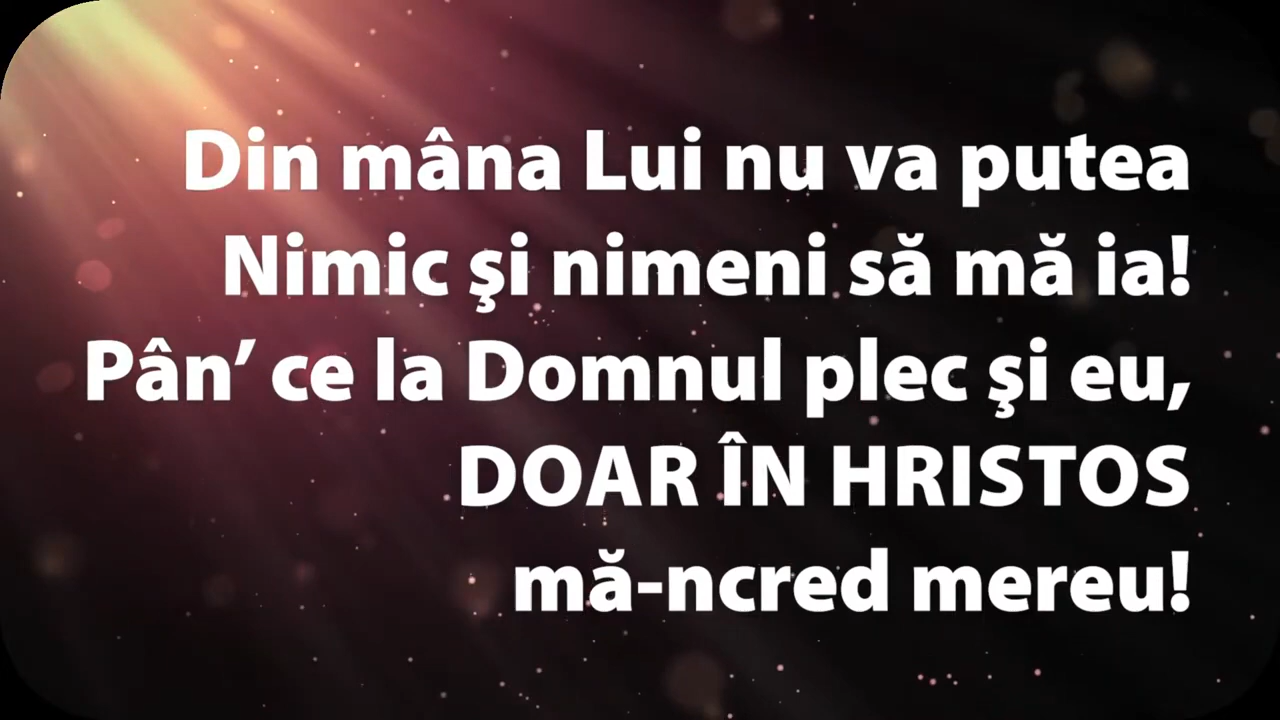 Din mâna Lui nu va putea
Nimic şi nimeni să mă ia!
Pân’ ce la Domnul plec şi eu,
DOAR ÎN HRISTOS
mă-ncred mereu!